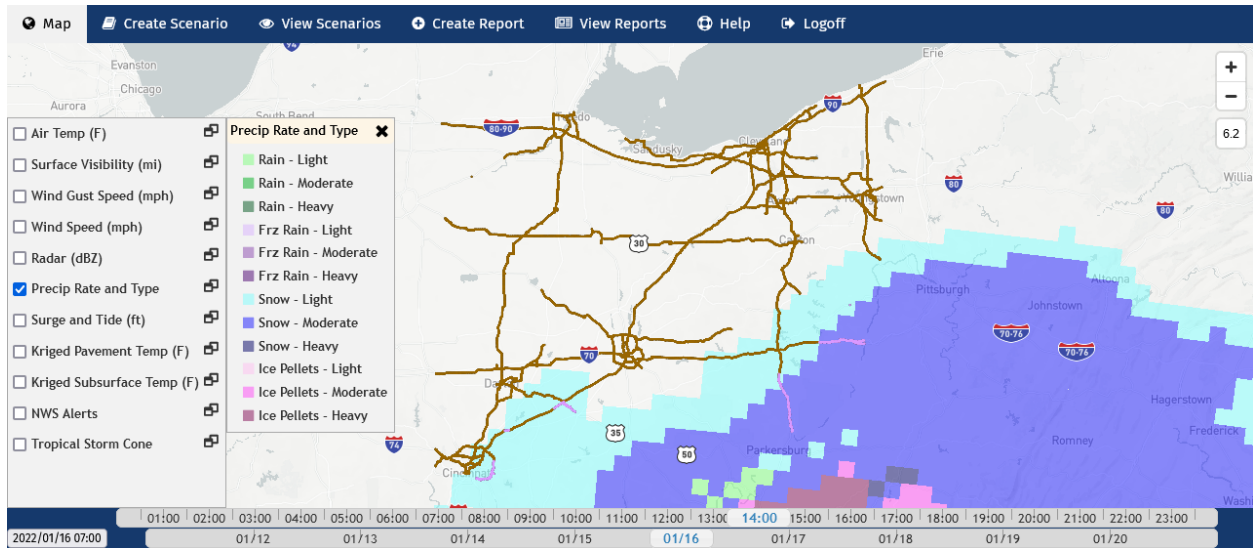 Map Create Scenario View Scenarios Create Report View Reports Help Logoff
94
Evanston
Chicago
Aurora
South Bend
Erie
+
−
6.2
Air Temp (F)
Surface Visibility (mi)
Wind Gust Speed (mph)
Wind Speed (mph)
Radar (dBZ)
Precip Rate and Type
Surge and Tide (ft)
Kriged Pavement Temp (F)
Kriged Subsurface Temp (F)
NWS Alerts
Tropical Storm Cone
Precip Rate and Type
Rain - Light
Rain - Moderate
Rain - Heavy
Frz Rain - Light
Frz Rain - Moderate
Frz Rain - Heavy
Snow - Light
Snow - Moderate
Snow - Heavy
Ice Pellets - Light
Ice Pellets - Moderate
Ice Pellets - Heavy
90
80-90
Sandusky
80
80
30
Pittsburgh
Altoona
Johnstown
70-76
70-76
70
Hagerstown
35
Frederick
74
50
Romney
01:00 02:00 03:00 04:00 05:00 06:00 07:00 08:00 09:00 10:00 11:00 12:00 13:00 14:00 15:00 16:00 17:00 18:00 19:00 20:00 21:00 22:00 23:00
2022/01/16 07:00 01/12 01/13 01/14 01/15 01/16 01/17 01/18 01/19 01/20